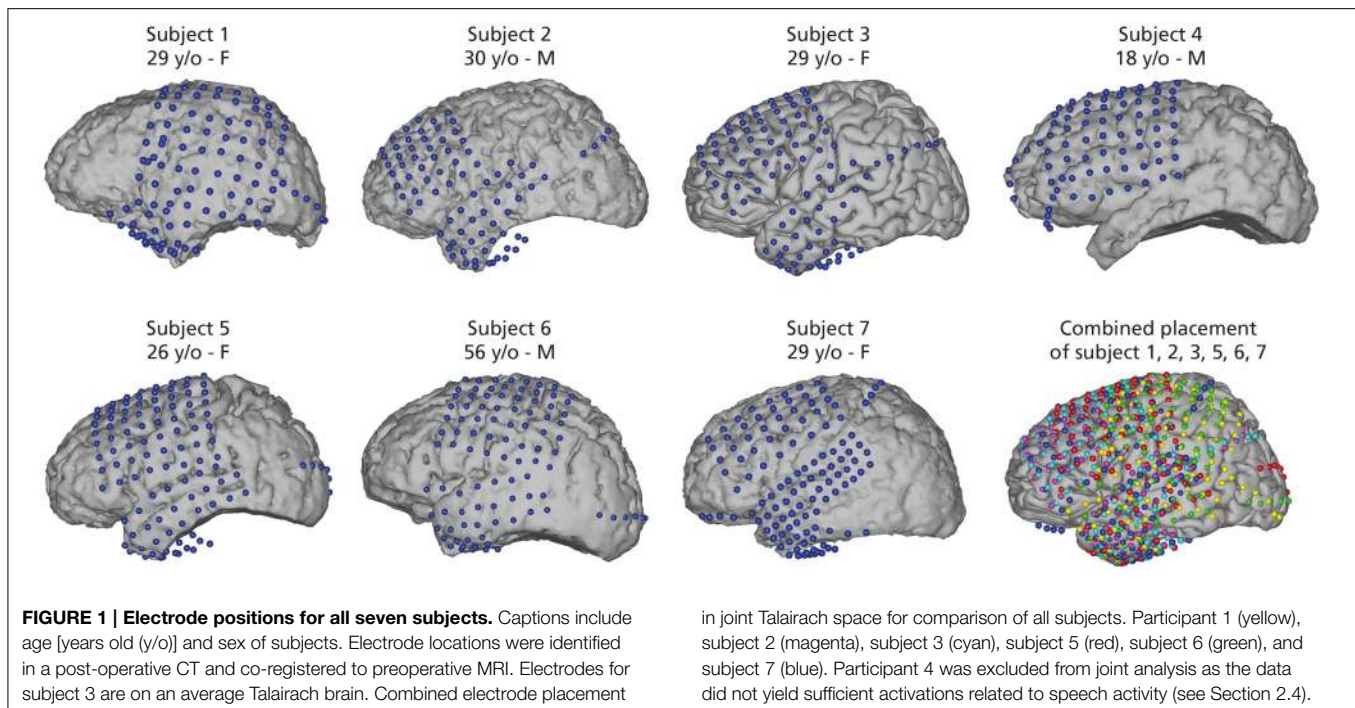 Subject 1
29 y/o - F
Subject 2
30 y/o - M
Subject 3
29 y/o - F
Subject 4
18 y/o - M
Subject 5
26 y/o - F
Subject 6
56 y/o - M
Subject 7
29 y/o - F
Combined placement
of subject 1, 2, 3, 5, 6, 7
FIGURE 1 | Electrode positions for all seven subjects. Captions include
age [years old (y/o)] and sex of subjects. Electrode locations were identified
in a post-operative CT and co-registered to preoperative MRI. Electrodes for
subject 3 are on an average Talairach brain. Combined electrode placement
in joint Talairach space for comparison of all subjects. Participant 1 (yellow),
subject 2 (magenta), subject 3 (cyan), subject 5 (red), subject 6 (green), and
subject 7 (blue). Participant 4 was excluded from joint analysis as the data
did not yield sufficient activations related to speech activity (see Section 2.4).